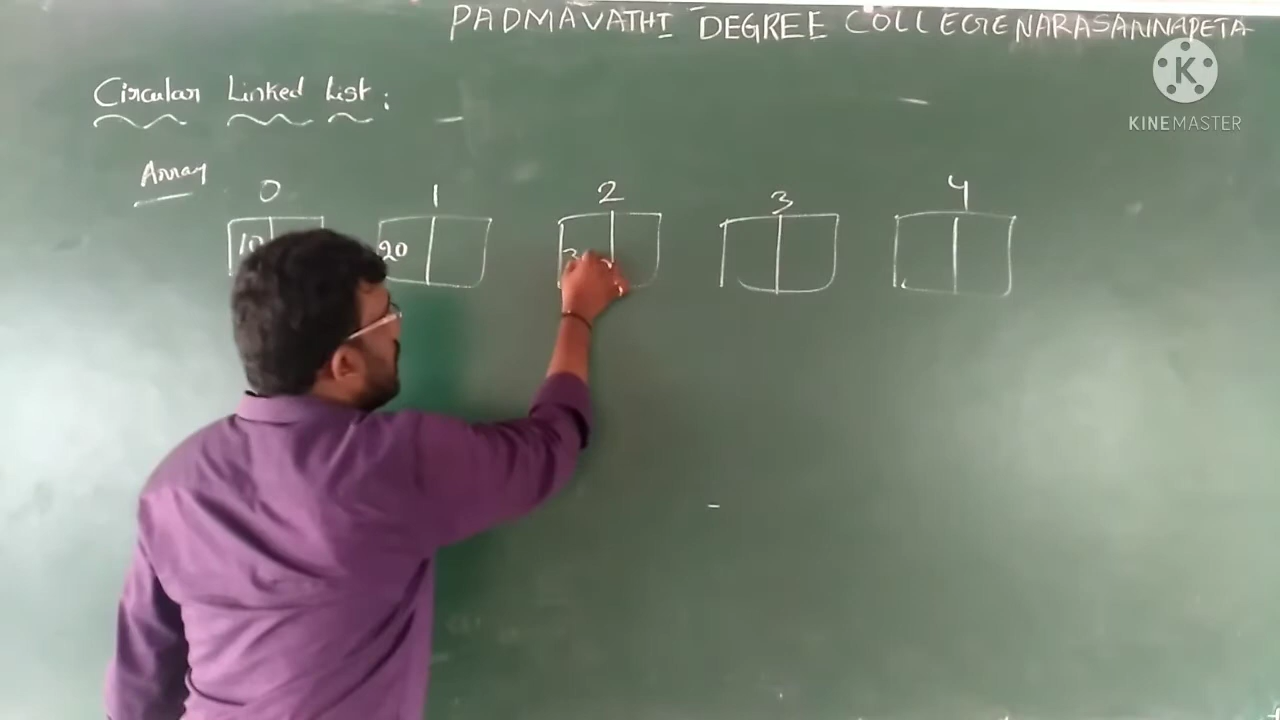 PADMAVATHI DEGREE COLLEGE NARASANNAPETA
K
KINEMASTER
Circular Linked List :
Array
0 1 2 3 4
10 20